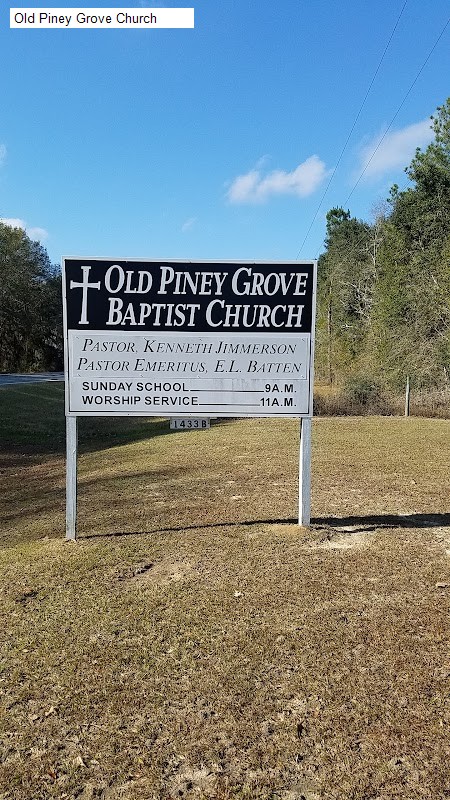 Old Piney Grove Church
OLD PINEY GROVE
BAPTIST CHURCH
PASTOR, KENNETH JIMMERSON
PASTOR EMERITUS, E.L. BATTEN
SUNDAY SCHOOL 9A.M.
WORSHIP SERVICE 11A.M.
1433B